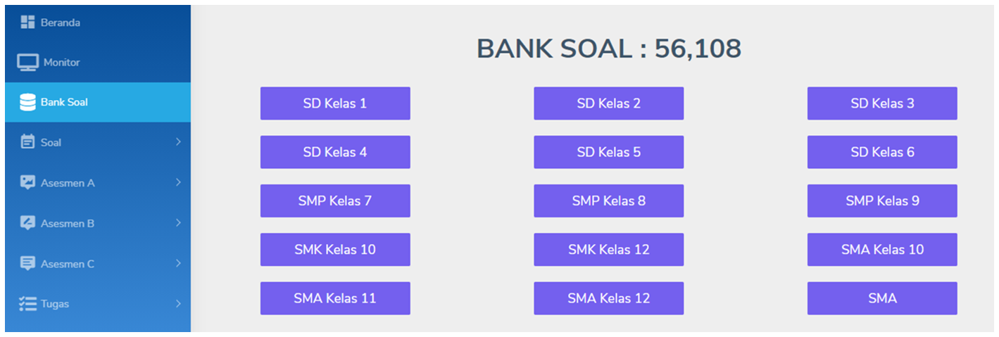 Beranda
Monitor
Bank Soal
Soal
Asesmen A
Asesmen B
Asesmen C
Tugas
BANK SOAL : 56,108
SD Kelas 1
SD Kelas 2
SD Kelas 3
SD Kelas 4
SD Kelas 5
SD Kelas 6
SMP Kelas 7
SMP Kelas 8
SMP Kelas 9
SMK Kelas 10
SMK Kelas 12
SMA Kelas 10
SMA Kelas 11
SMA Kelas 12
SMA